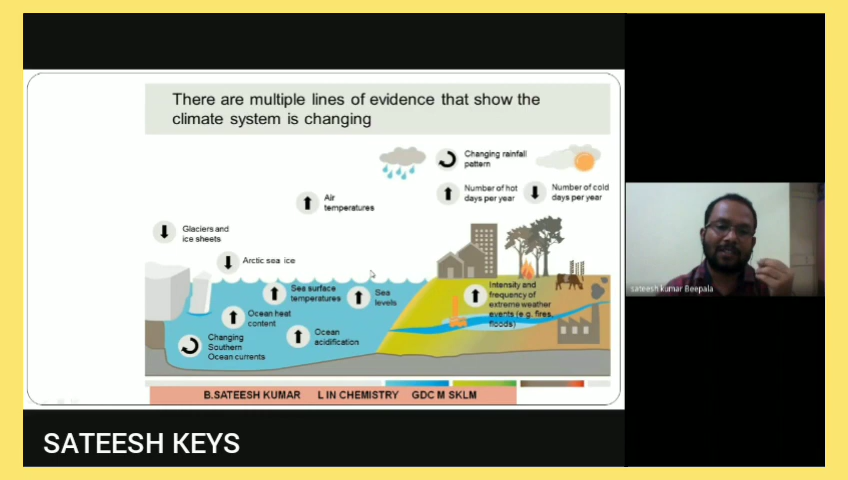 There are multiple lines of evidence that show the
climate system is changing
Changing rainfall
pattern
Number of hot
days per year
Number of cold
days per year
Air
temperatures
Glaciers and
ice sheets
Arctic sea ice
Sea surface
temperatures
Sea
levels
Intensity and
frequency of
extreme weather
events (e.g. fires,
floods)
Ocean heat
content
Ocean
acidification
Changing
Southern
Ocean currents
B.SATEESH KUMAR L IN CHEMISTRY GDC M SKLM
sateesh kumar Beepala
SATEESH KEYS